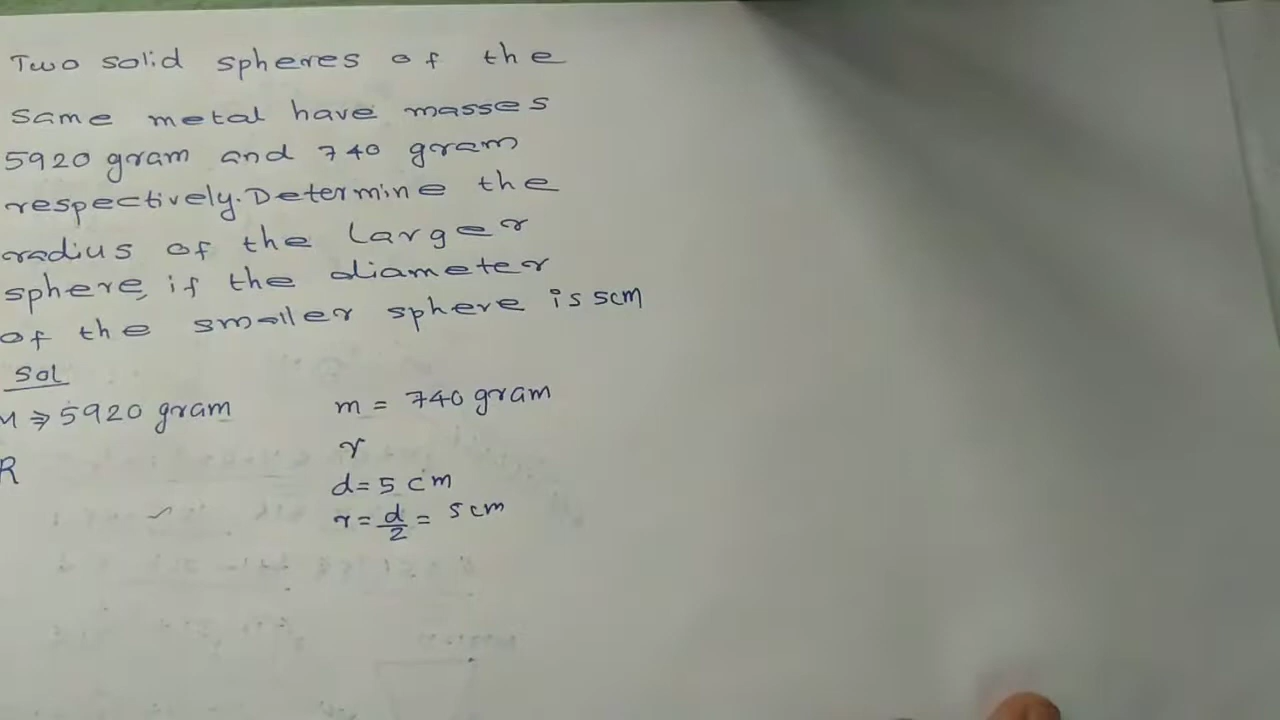 Two solid spheres of the
same metal have masses
5920 gram and 740 gram
respectively. Determine the
radius of the larger
sphere, if the diameter
of the smaller sphere is 5cm
Sol
M ⇒ 5920 gram m = 740 gram
R r
d = 5 cm
r = d/2 = 5cm